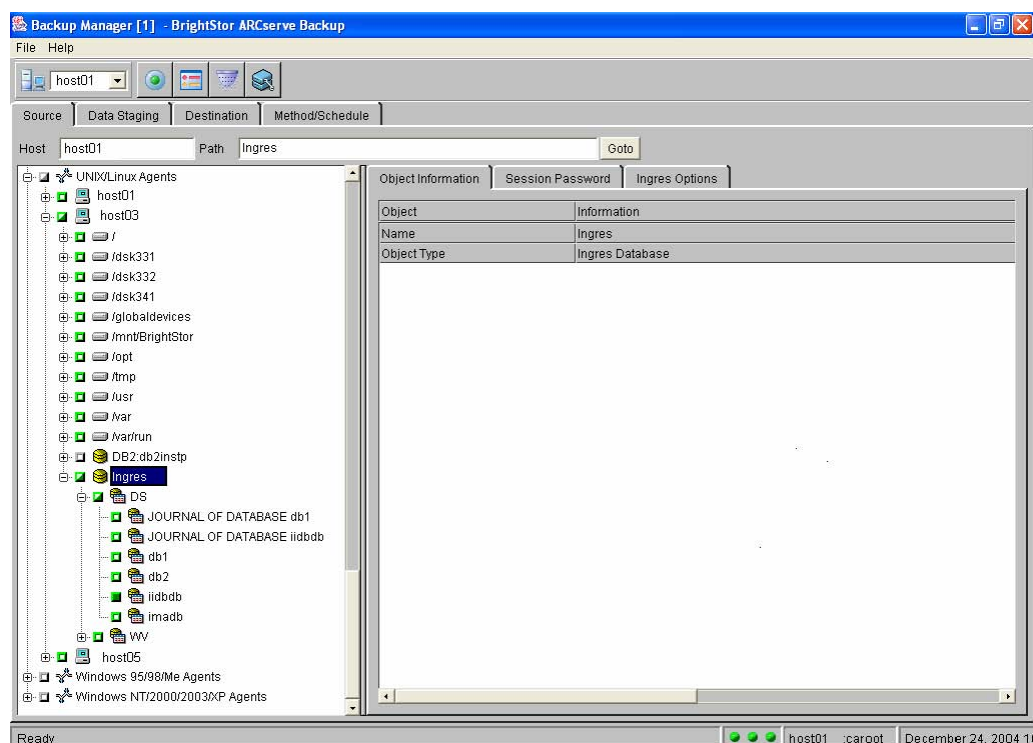 Backup Manager [1] - BrightStor ARCserve Backup
File Help
host01
Source Data Staging Destination Method/Schedule
Host host01 Path Ingres Goto
UNIX/Linux Agents
host01
host03
/
/dsk331
/dsk332
/dsk341
/globaldevices
/mnt/BrightStor
/opt
/tmp
/usr
/var
/var/run
DB2:db2instp
Ingres
DS
JOURNAL OF DATABASE db1
JOURNAL OF DATABASE iidbdb
db1
db2
iidbdb
imadb
WV
host05
Windows 95/98/Me Agents
Windows NT/2000/2003/XP Agents
Object Information Session Password Ingres Options
Object Information
Name Ingres
Object Type Ingres Database
Ready host01 :caroot December 24, 2004